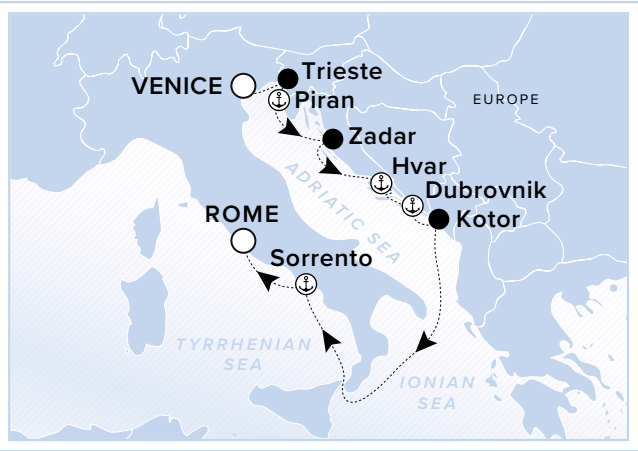 Trieste
VENICE
Piran
EUROPE
Zadar
Hvar
ADRIATIC SEA
Dubrovnik
ROME
Kotor
Sorrento
TYRRHENIAN
SEA
IONIAN
SEA